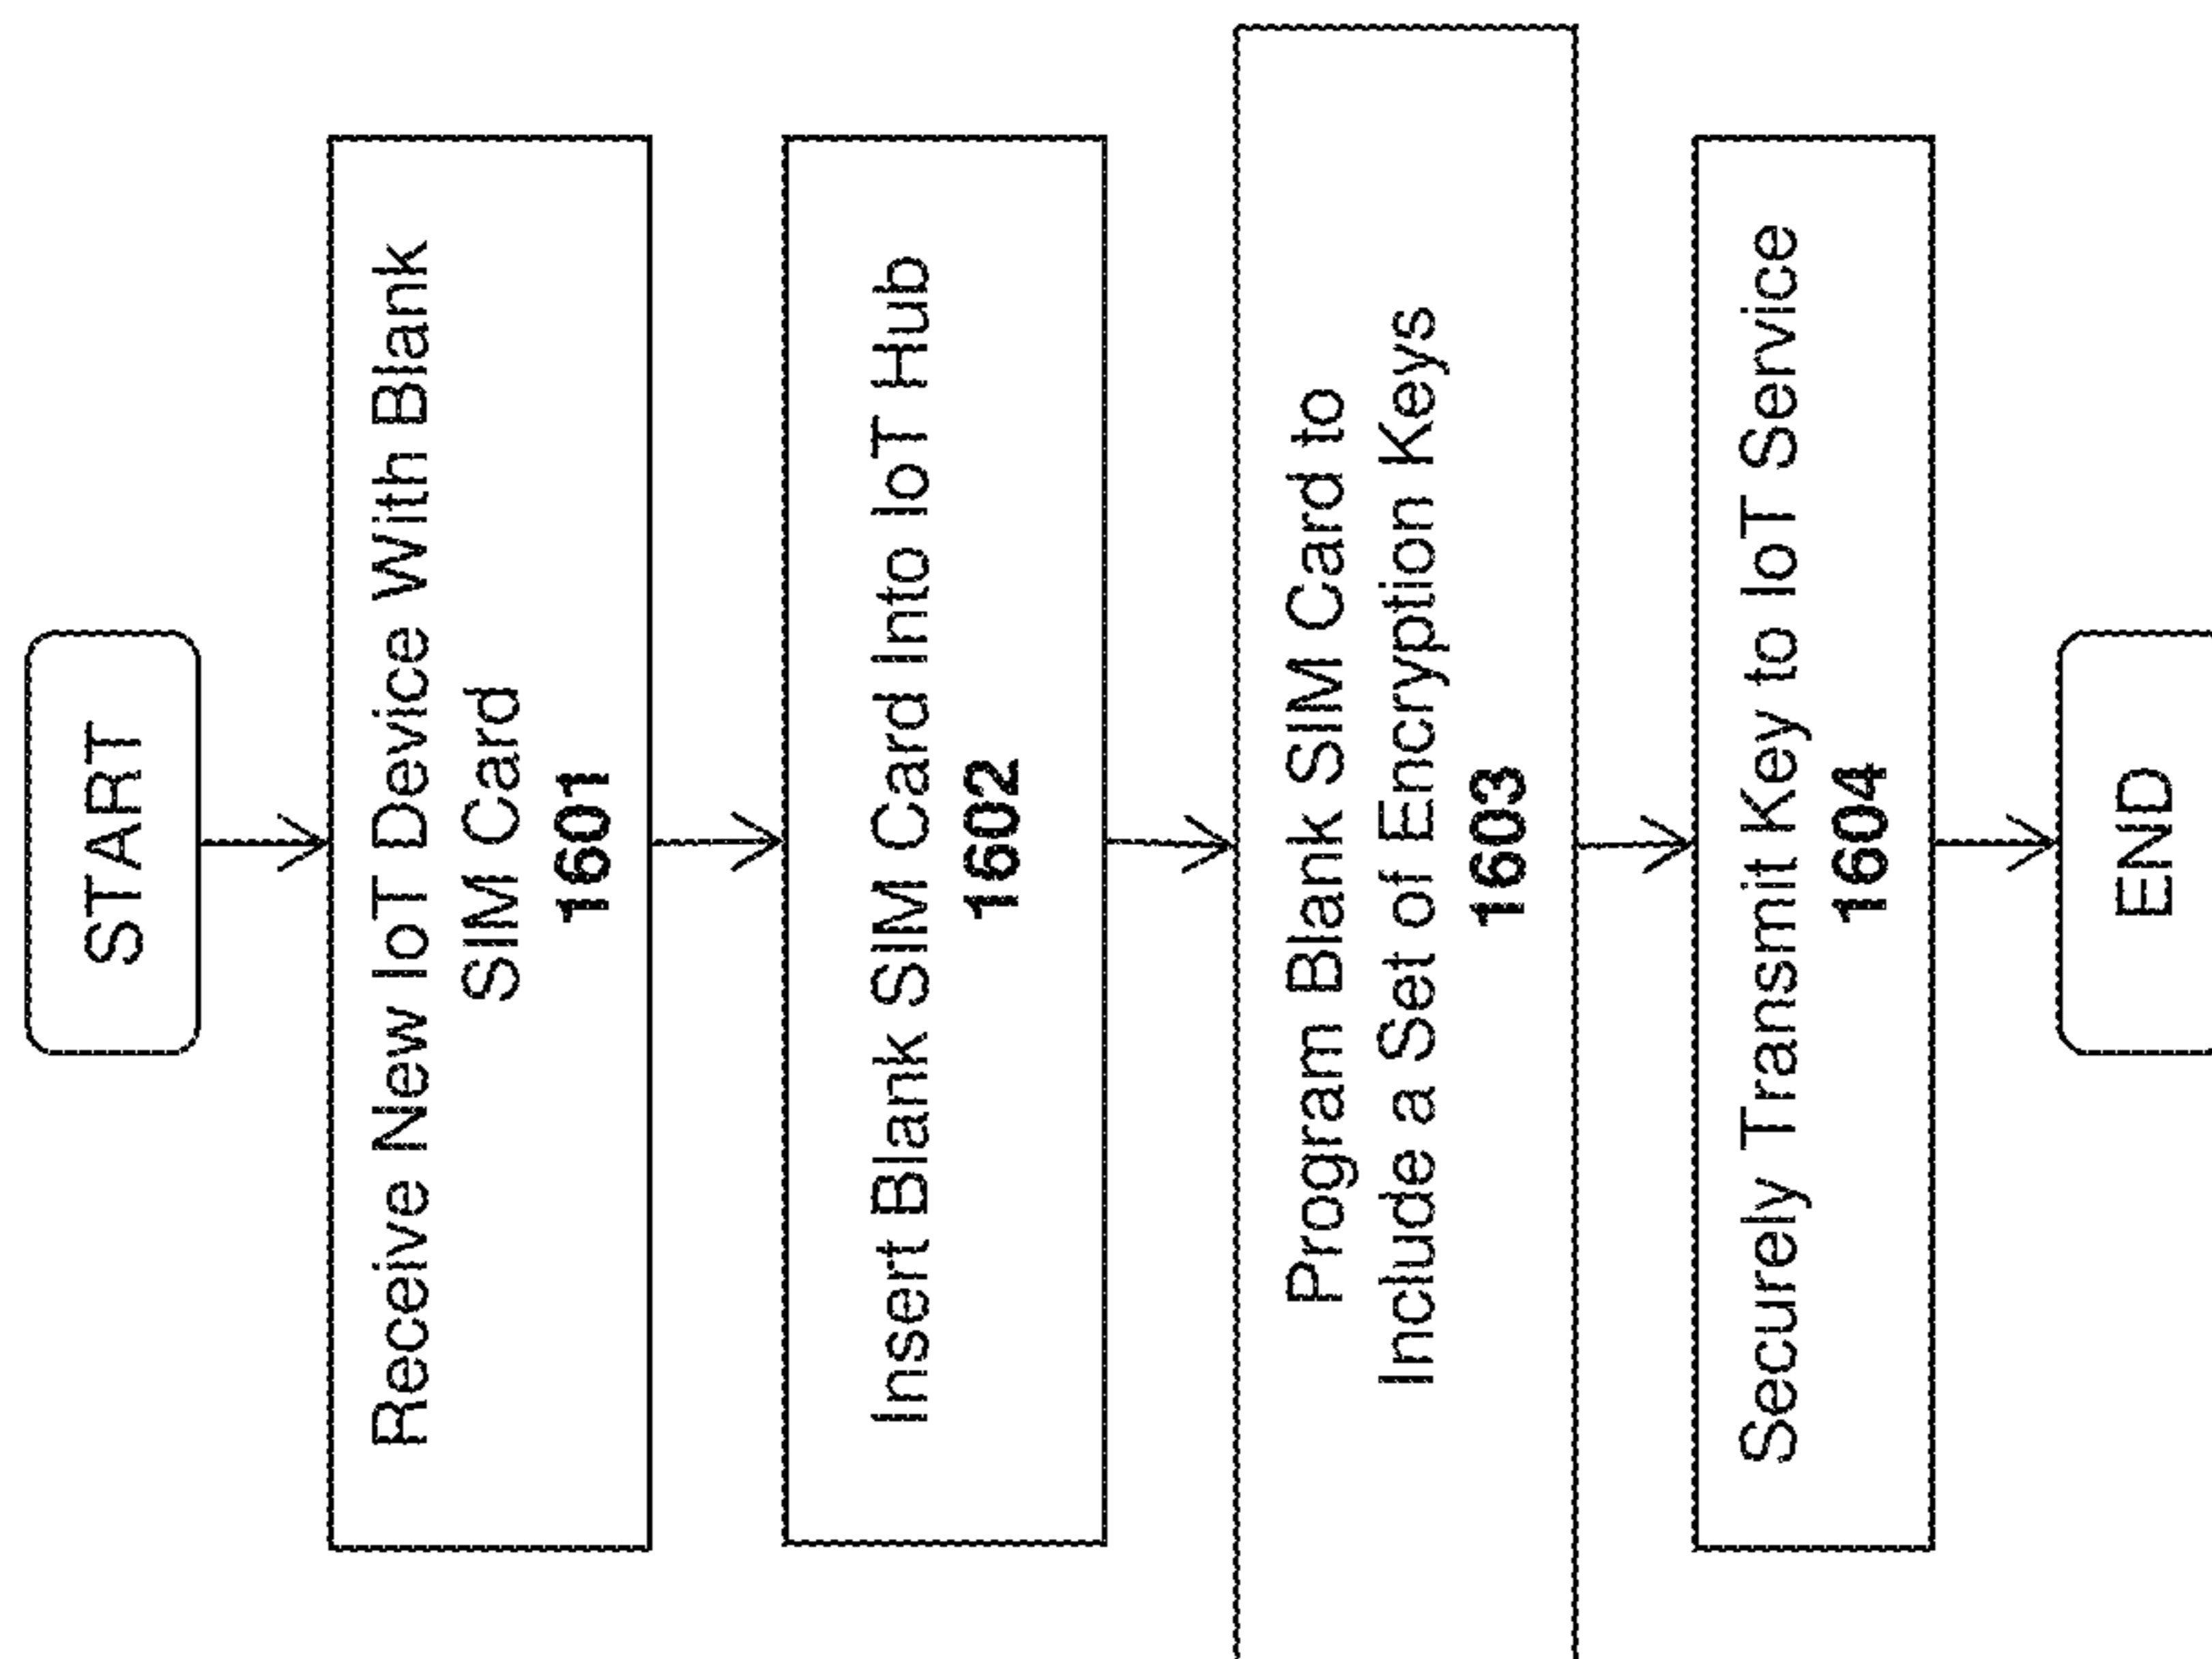 START
Receive New IoT Device With Blank
SIM Card
1601
Insert Blank SIM Card Into IoT Hub
1602
Program Blank SIM Card to
Include a Set of Encryption Keys
1603
Securely Transmit Key to IoT Service
1604
END